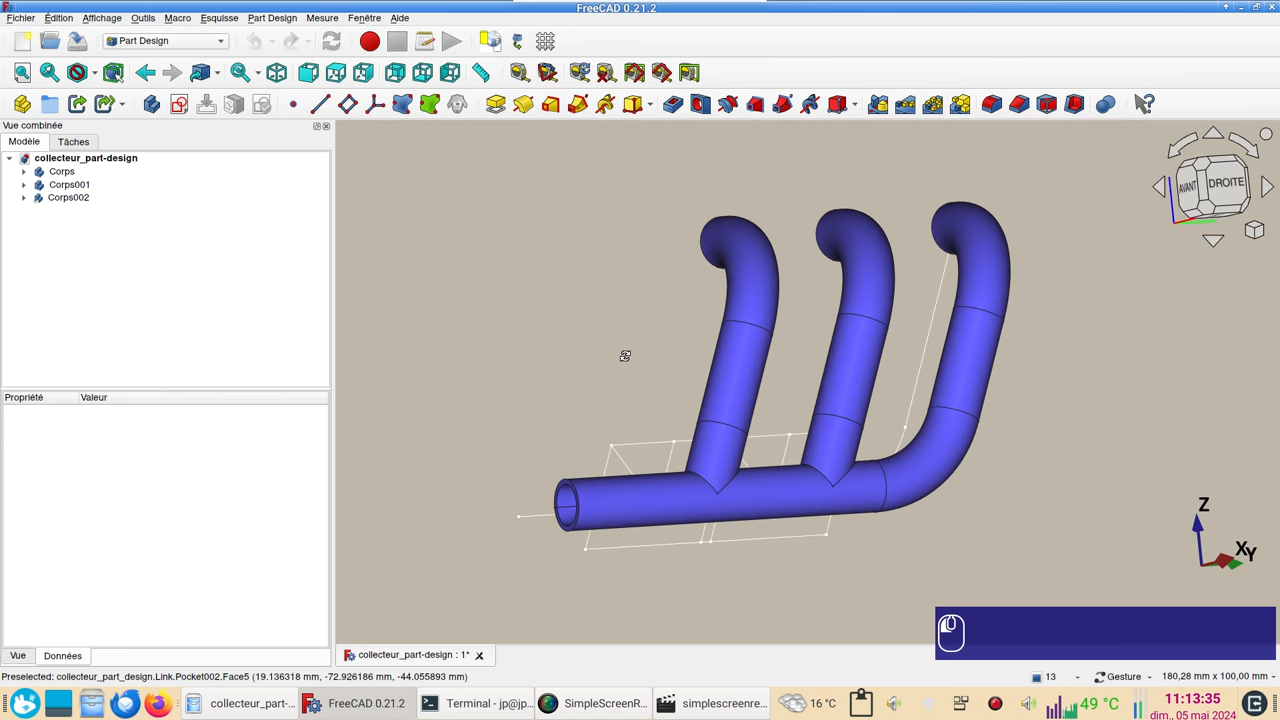 FreeCAD 0.21.2
Fichier Édition Affichage Outils Macro Esquisse Part Design Mesure Fenêtre Aide
Part Design
Vue combinée
Modèle Tâches
collecteur_part-design
Corps
Corps001
Corps002
Propriété Valeur
AVANT DROITE
Z
X
Y
Vue Données
collecteur_part-design : 1*
Preselected: collecteur_part_design.Link.Pocket002.Face5 (19.136318 mm, -72.926186 mm, -44.055893 mm)
13 Gesture 180,28 mm x 100,00 mm
collecteur_part-... FreeCAD 0.21.2 Terminal - jp@jp... SimpleScreenR... simplescreenre... 16 °C 49 °C
11:13:35
dim., 05 mai 2024